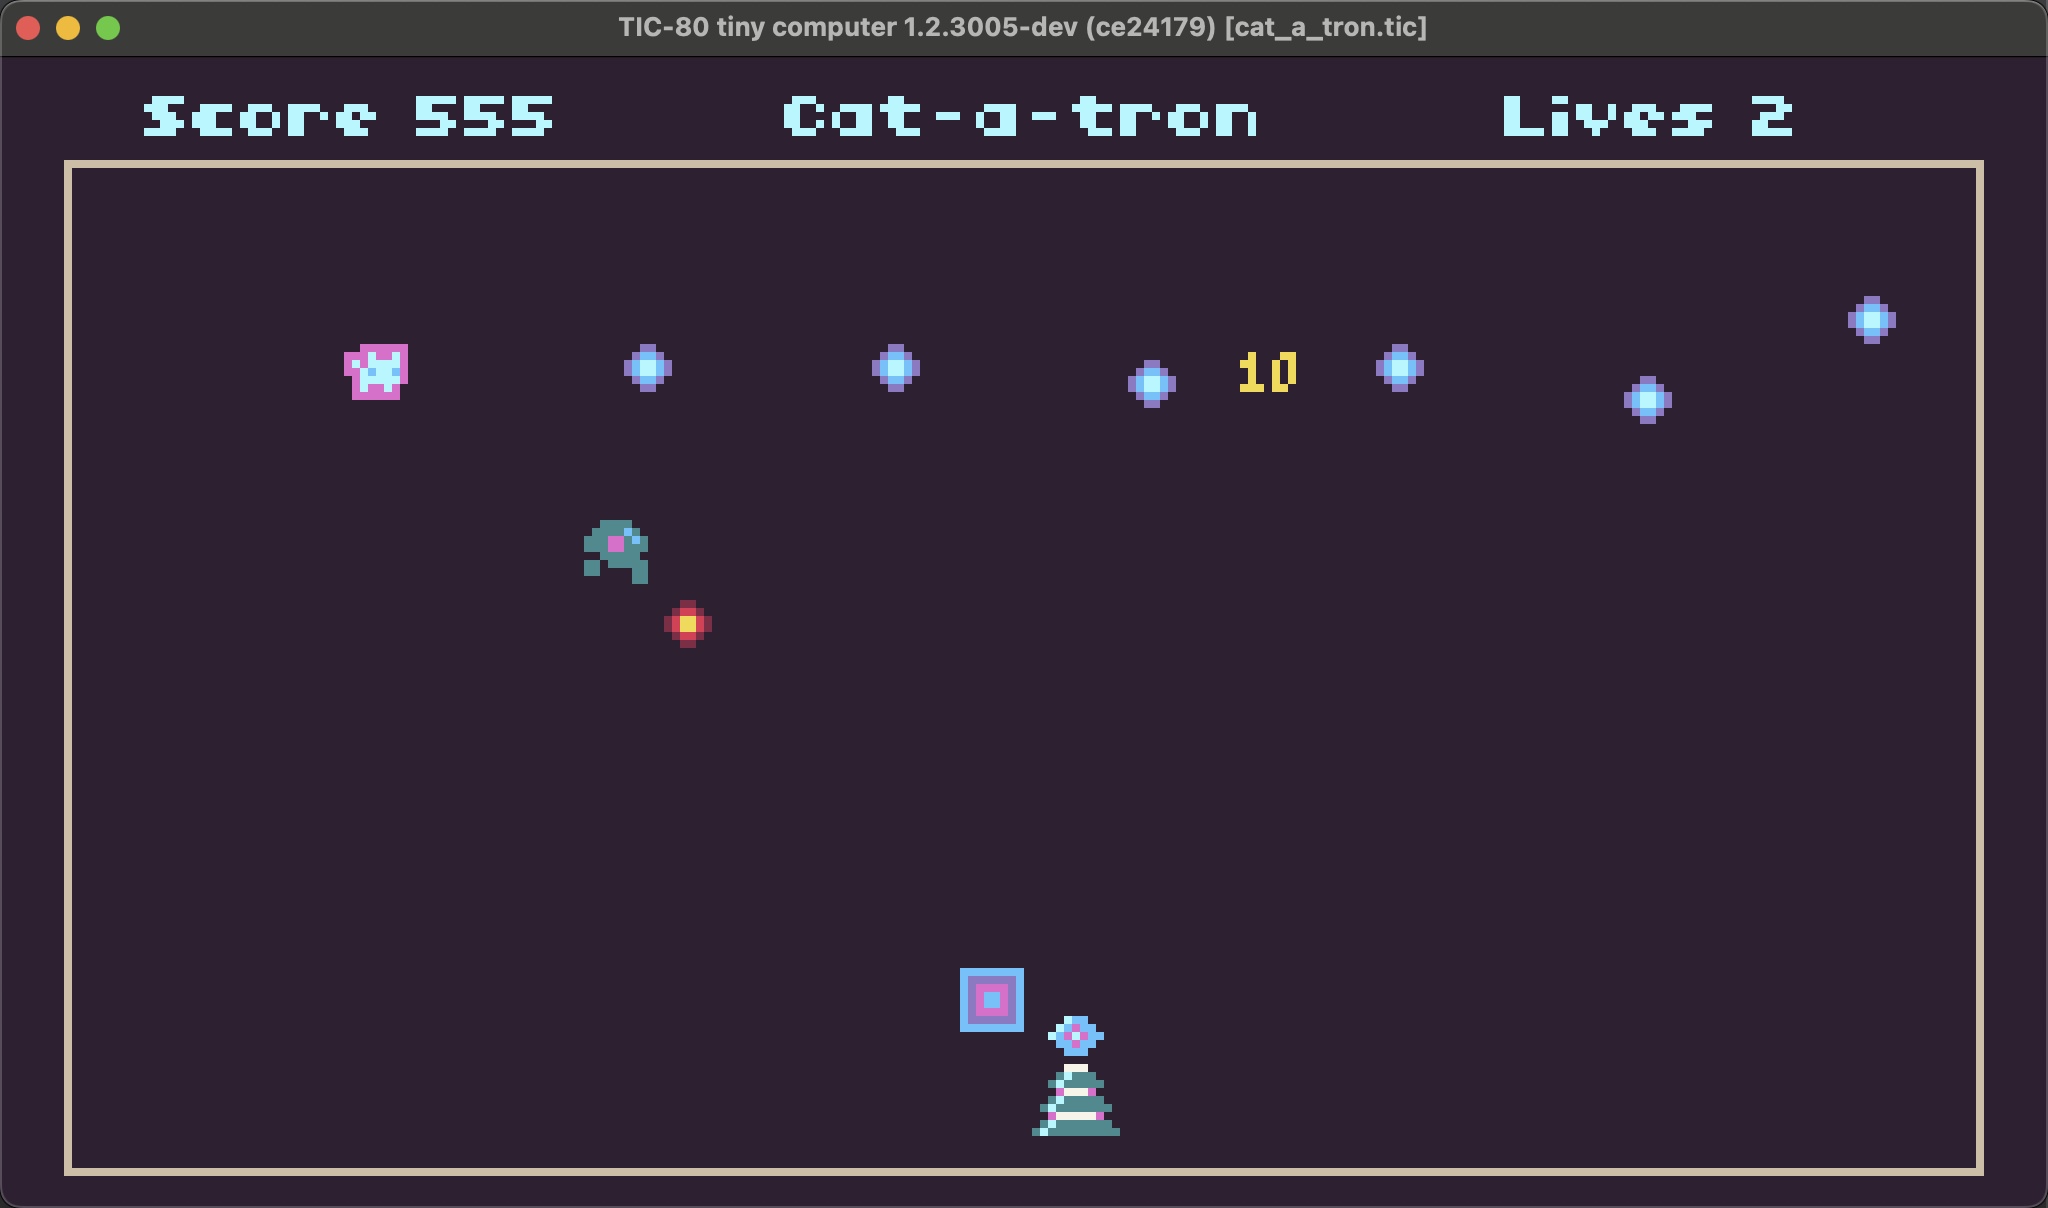 TIC-80 tiny computer 1.2.3005-dev (ce24179) [cat_a_tron.tic]
Score 555 Cat-a-tron Lives 2
10